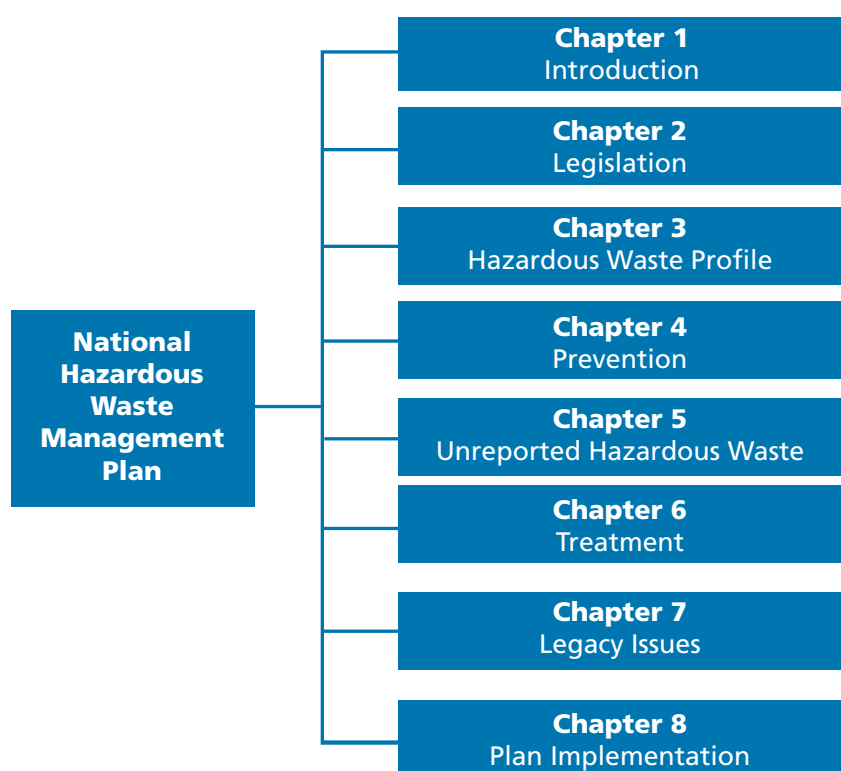 National
Hazardous
Waste
Management
Plan
Chapter 1
Introduction
Chapter 2
Legislation
Chapter 3
Hazardous Waste Profile
Chapter 4
Prevention
Chapter 5
Unreported Hazardous Waste
Chapter 6
Treatment
Chapter 7
Legacy Issues
Chapter 8
Plan Implementation